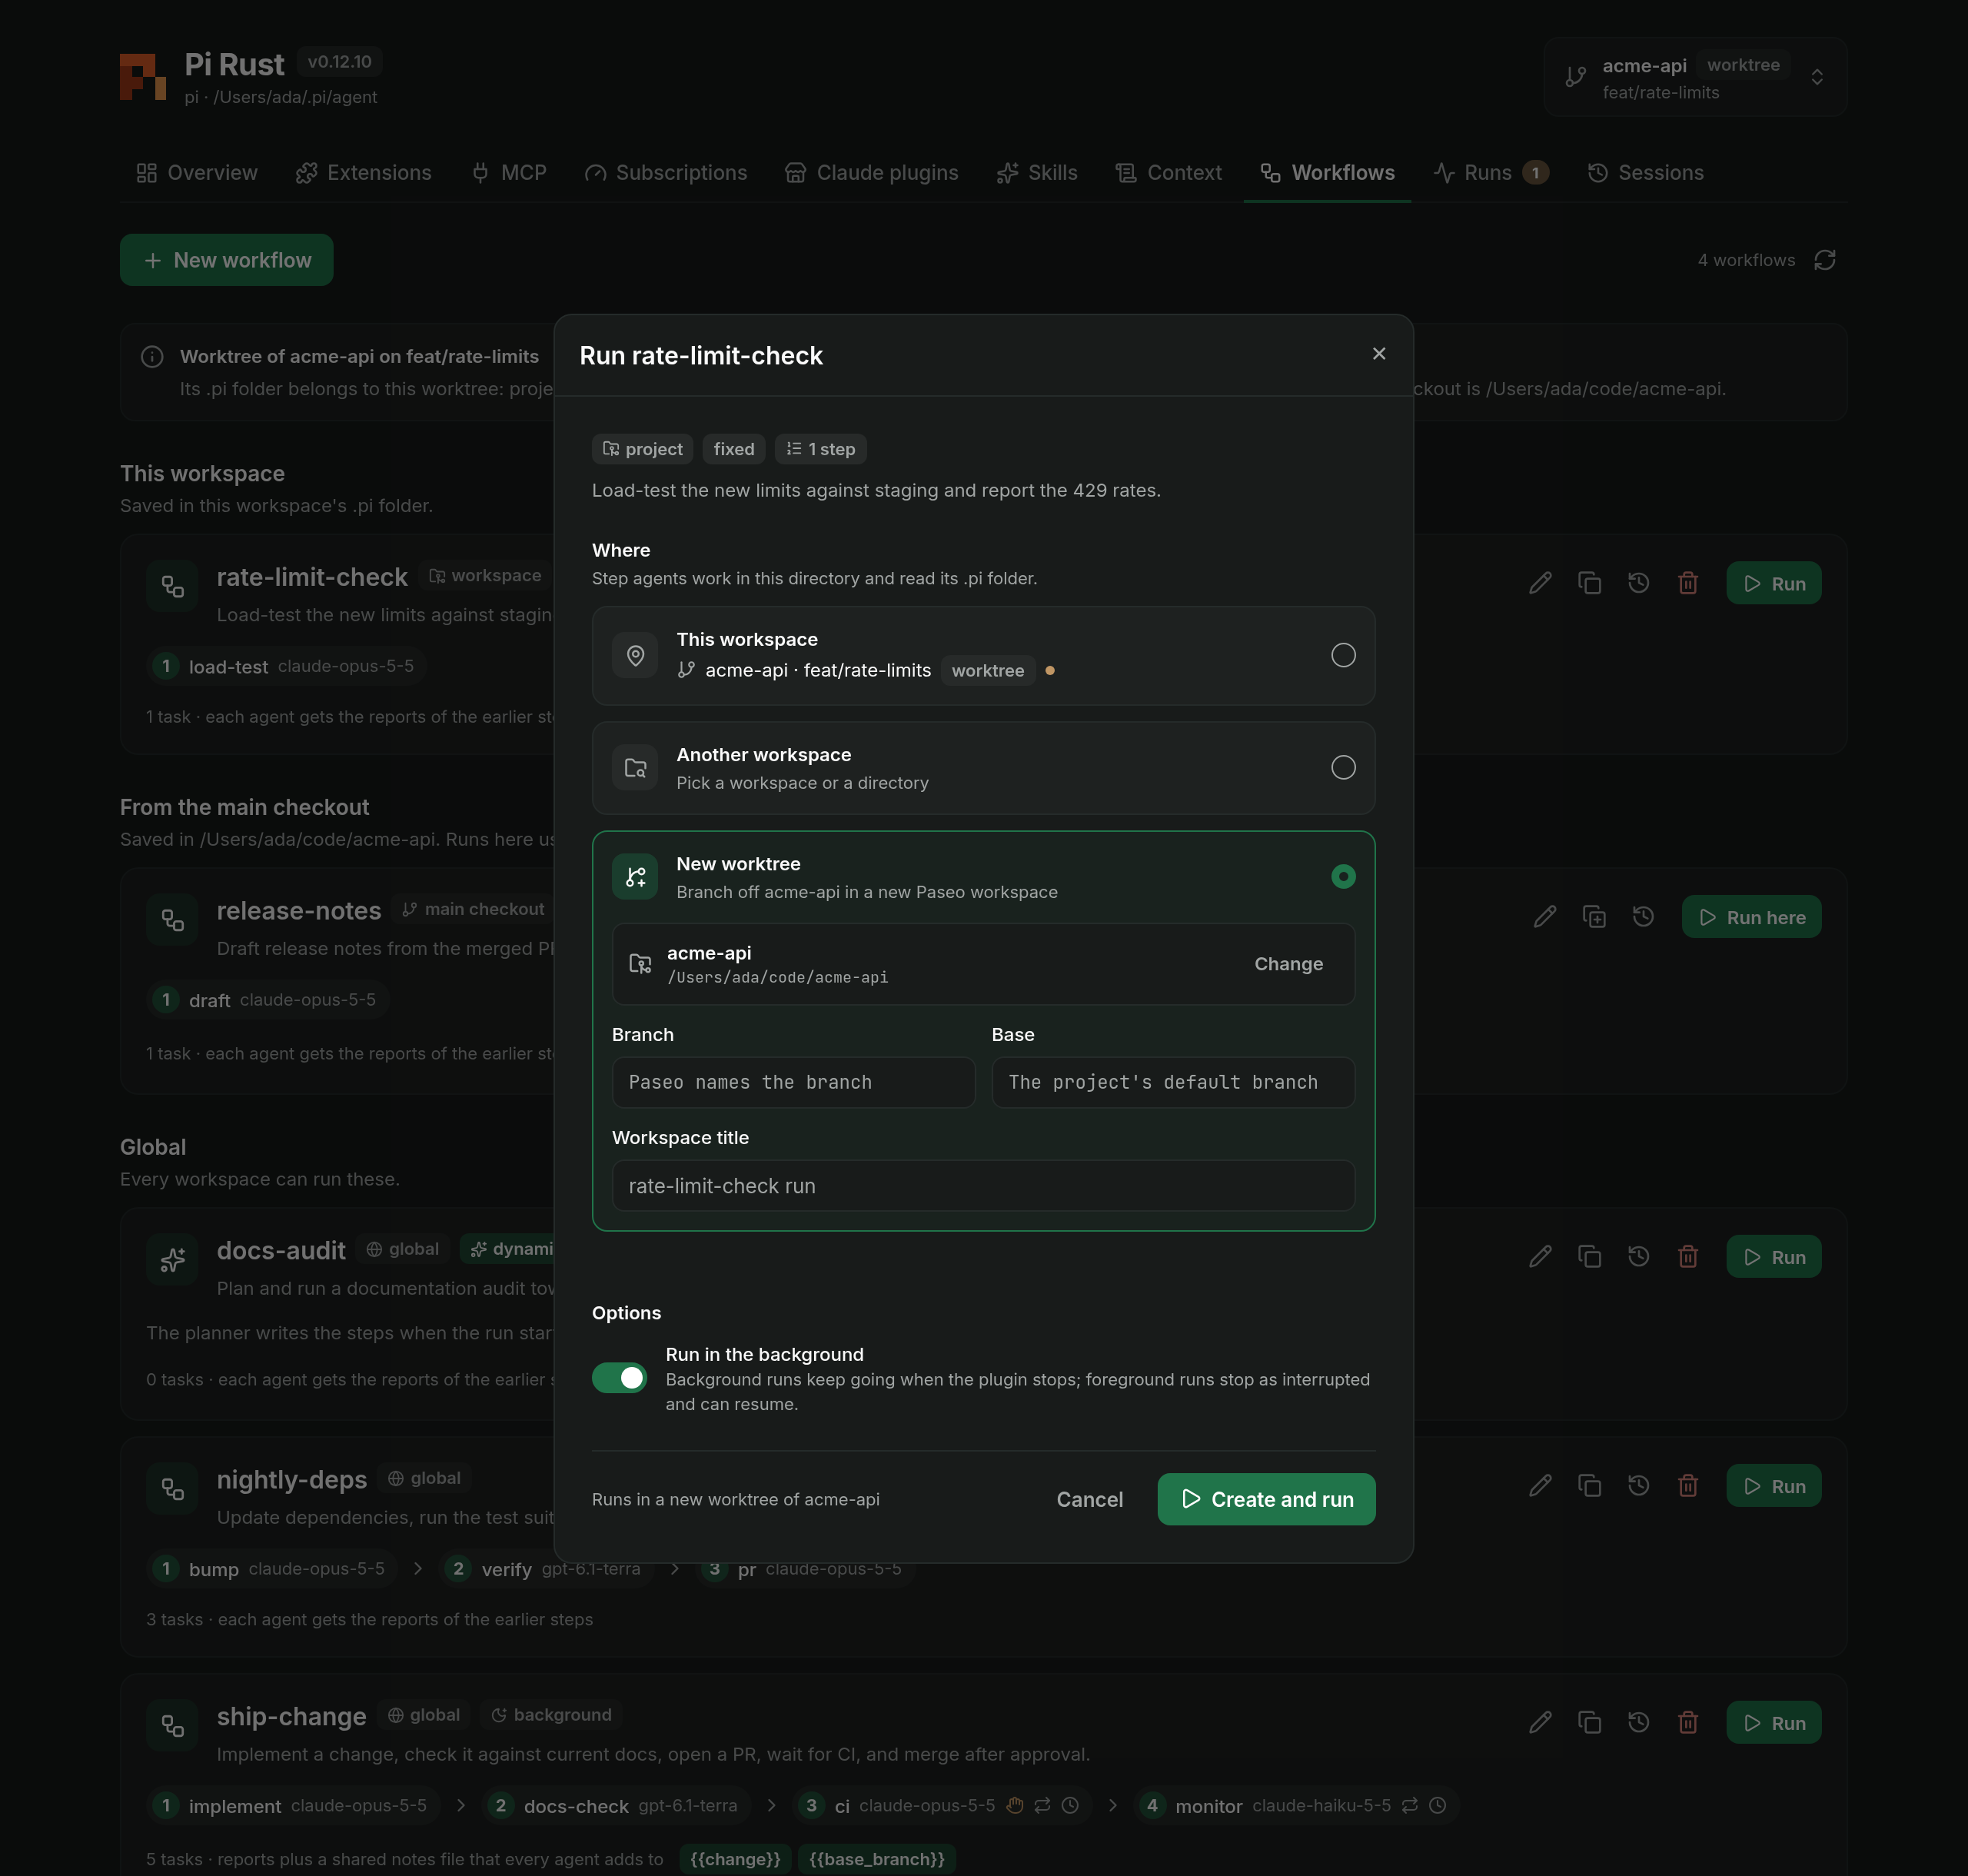 Pi Rust v0.12.10
pi · /Users/ada/.pi/agent
acme-api worktree
feat/rate-limits
Overview Extensions MCP Subscriptions Claude plugins Skills Context Workflows Runs 1 Sessions
New workflow
4 workflows
Worktree of acme-api on feat/rate-limits
Its .pi folder belongs to this worktree:
/Users/ada/code/acme-api.
This workspace
Saved in this workspace's .pi folder.
rate-limit-check workspace
Load-test the new limits against
Run
1 load-test claude-opus-5-5
1 task · each agent gets the reports of the earlier
From the main checkout
Saved in /Users/ada/code/acme-api. Runs here
release-notes main checkout
Draft release notes from the merged
Run here
1 draft claude-opus-5-5
1 task · each agent gets the reports of the earlier
Global
Every workspace can run these.
docs-audit global
Plan and run a documentation audit
Run
The planner writes the steps when the run
0 tasks · each agent gets the reports of the earlier
nightly-deps global
Update dependencies, run the test
Run
1 bump claude-opus-5-5 2 verify gpt-6.1-terra 3 pr claude-opus-5-5
3 tasks · each agent gets the reports of the earlier steps
ship-change global background
Implement a change, check it against current docs, open a PR, wait for CI, and merge after approval.
Run
1 implement claude-opus-5-5 2 docs-check gpt-6.1-terra 3 ci claude-opus-5-5 4 monitor claude-haiku-5-5
5 tasks · reports plus a shared notes file that every agent adds to {{change}} {{base_branch}}
Run rate-limit-check
project fixed 1 step
Load-test the new limits against staging and report the 429 rates.
Where
Step agents work in this directory and read its .pi folder.
This workspace
acme-api · feat/rate-limits worktree
Another workspace
Pick a workspace or a directory
New worktree
Branch off acme-api in a new Paseo workspace
acme-api
/Users/ada/code/acme-api
Change
Branch Base
Paseo names the branch The project's default branch
Workspace title
rate-limit-check run
Options
Run in the background
Background runs keep going when the plugin stops; foreground runs stop as interrupted
and can resume.
Runs in a new worktree of acme-api
Cancel
Create and run